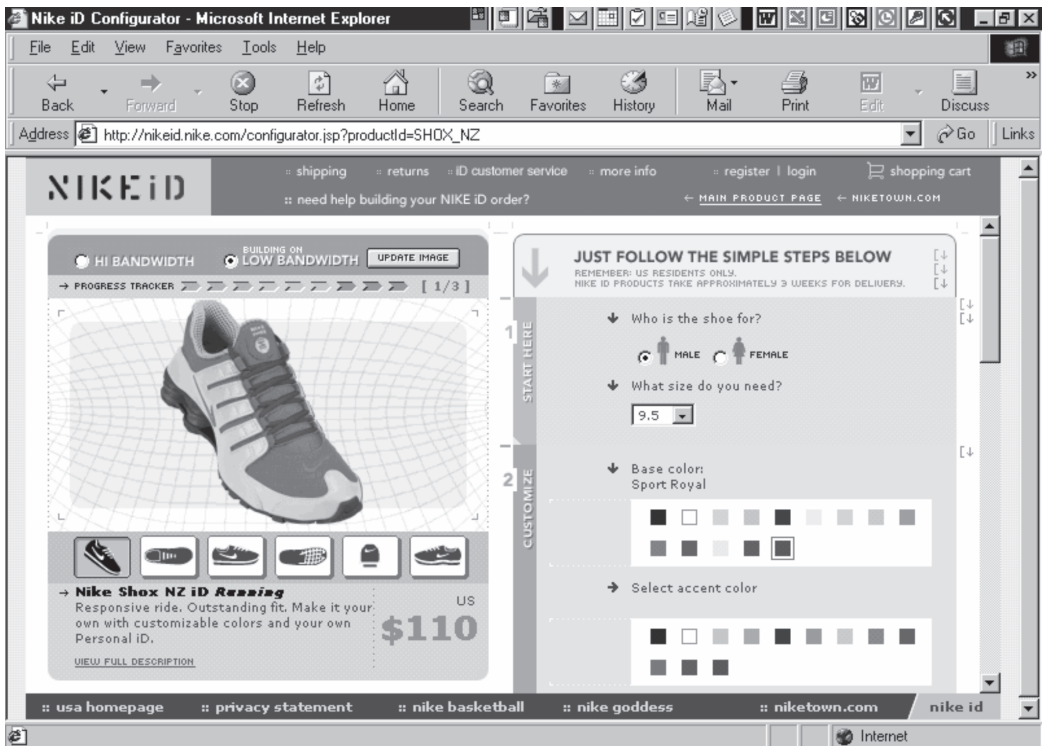 Nike iD Configurator - Microsoft Internet Explorer
File Edit View Favorites Tools Help
Back Forward Stop Refresh Home Search Favorites History Mail Print Edit Discuss »
Address http://nikeid.nike.com/configurator.jsp?productId=SHOX_NZ Go Links
NIKEiD
:: shipping :: returns :: iD customer service :: more info :: register | login shopping cart
:: need help building your NIKE iD order? ← MAIN PRODUCT PAGE ← NIKETOWN.COM
HI BANDWIDTH BUILDING ON LOW BANDWIDTH UPDATE IMAGE
→ PROGRESS TRACKER [ 1/3 ]
→ Nike Shox NZ iD Running
Responsive ride. Outstanding fit. Make it your
own with customizable colors and your own
Personal iD.
US
$110
VIEW FULL DESCRIPTION
JUST FOLLOW THE SIMPLE STEPS BELOW
REMEMBER: US RESIDENTS ONLY.
NIKE ID PRODUCTS TAKE APPROXIMATELY 3 WEEKS FOR DELIVERY.
1
START HERE
Who is the shoe for?
MALE FEMALE
What size do you need?
9.5
2
CUSTOMIZE
Base color:
Sport Royal
Select accent color
:: usa homepage :: privacy statement :: nike basketball :: nike goddess :: niketown.com nike id
Internet